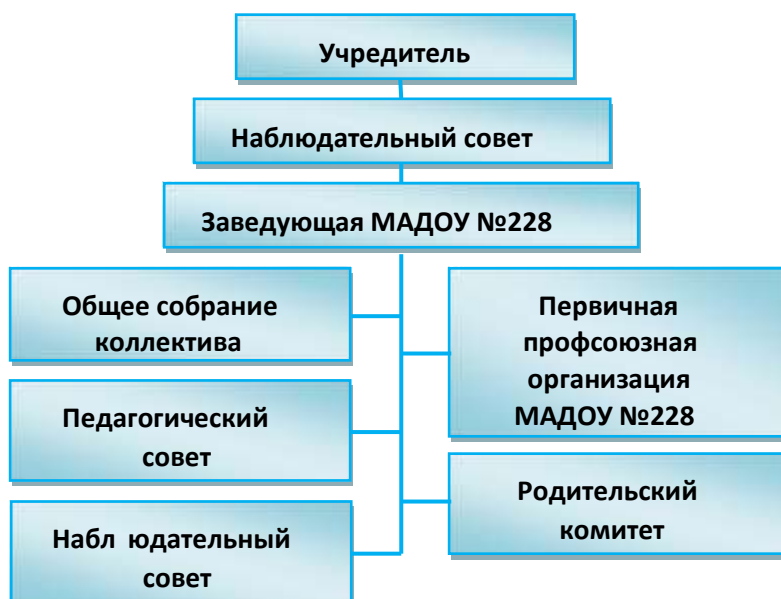 Учредитель
Наблюдательный совет
Заведующая МАДОУ №228
Общее собрание
коллектива
Первичная
профсоюзная
организация
МАДОУ №228
Педагогический
совет
Родительский
комитет
Набл юдательный
совет